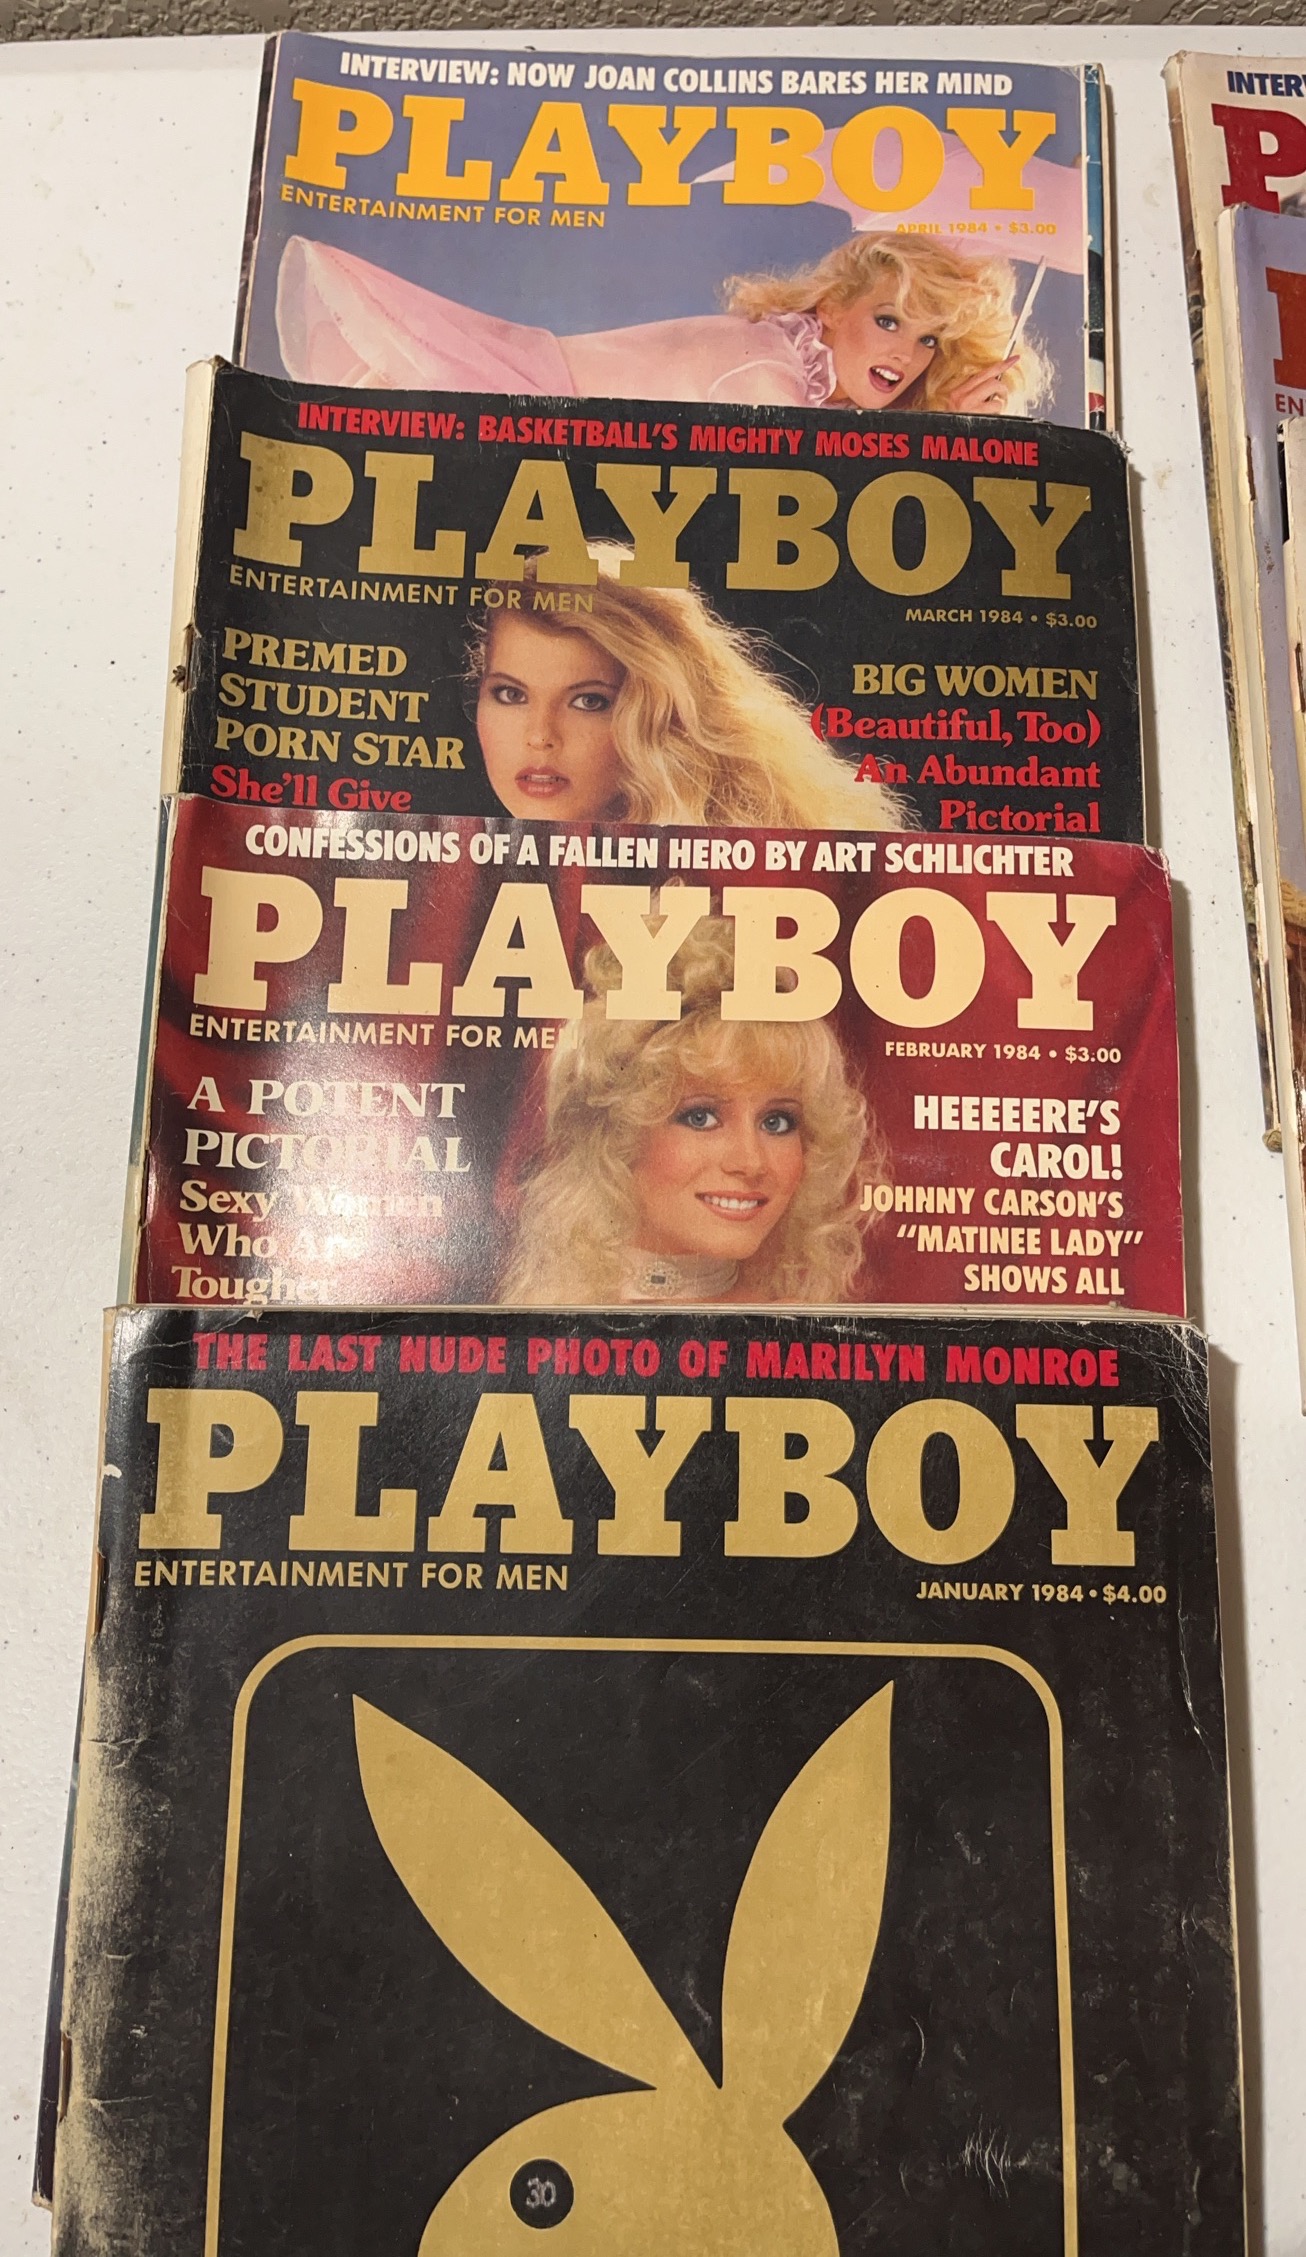 INTERVIEW: NOW JOAN COLLINS BARES HER MIND
PLAYBOY
ENTERTAINMENT FOR MEN
APRIL 1984 • $3.00
INTERVIEW: BASKETBALL'S MIGHTY MOSES MALONE
PLAYBOY
ENTERTAINMENT FOR MEN
MARCH 1984 • $3.00
PREMED
STUDENT
PORN STAR
She'll Give
BIG WOMEN
(Beautiful, Too)
An Abundant
Pictorial
CONFESSIONS OF A FALLEN HERO BY ART SCHLICHTER
PLAYBOY
ENTERTAINMENT FOR MEN
FEBRUARY 1984 • $3.00
A POTENT
PICTORIAL
Sexy Women
Who Are
Tougher
HEEEEERE'S
CAROL!
JOHNNY CARSON'S
"MATINEE LADY"
SHOWS ALL
THE LAST NUDE PHOTO OF MARILYN MONROE
PLAYBOY
ENTERTAINMENT FOR MEN
JANUARY 1984 • $4.00
30